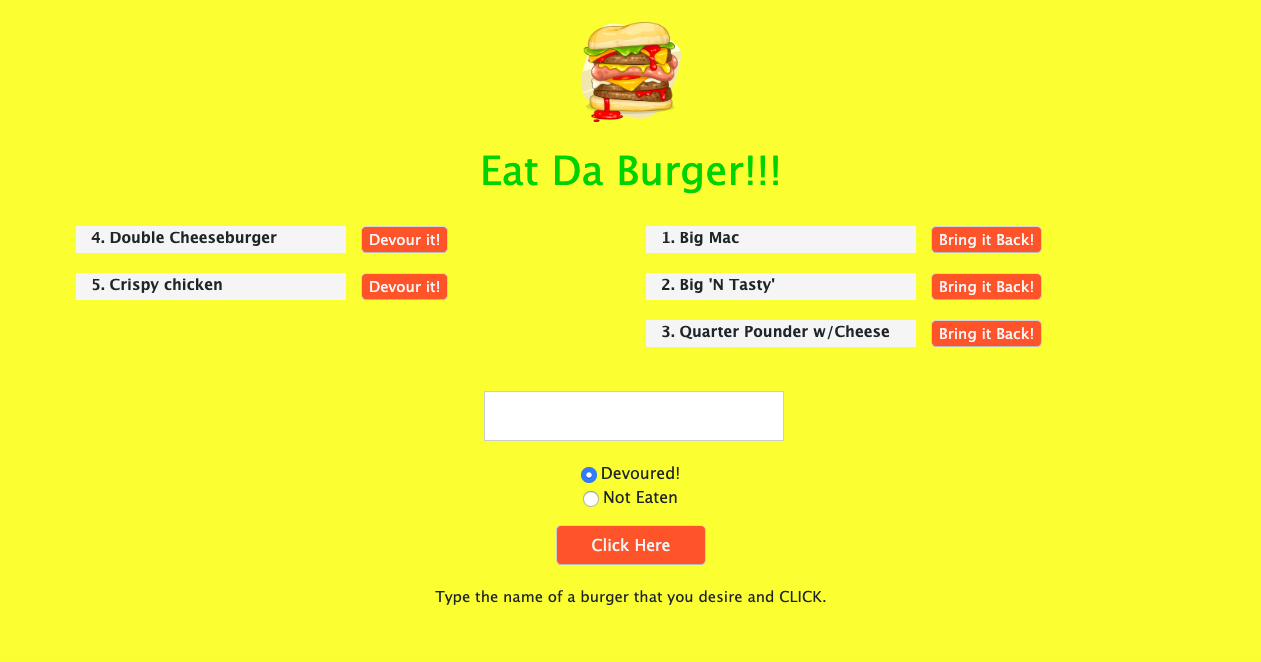 Eat Da Burger!!!
4. Double Cheeseburger Devour it!
5. Crispy chicken Devour it!
1. Big Mac Bring it Back!
2. Big 'N Tasty' Bring it Back!
3. Quarter Pounder w/Cheese Bring it Back!
Devoured!
Not Eaten
Click Here
Type the name of a burger that you desire and CLICK.